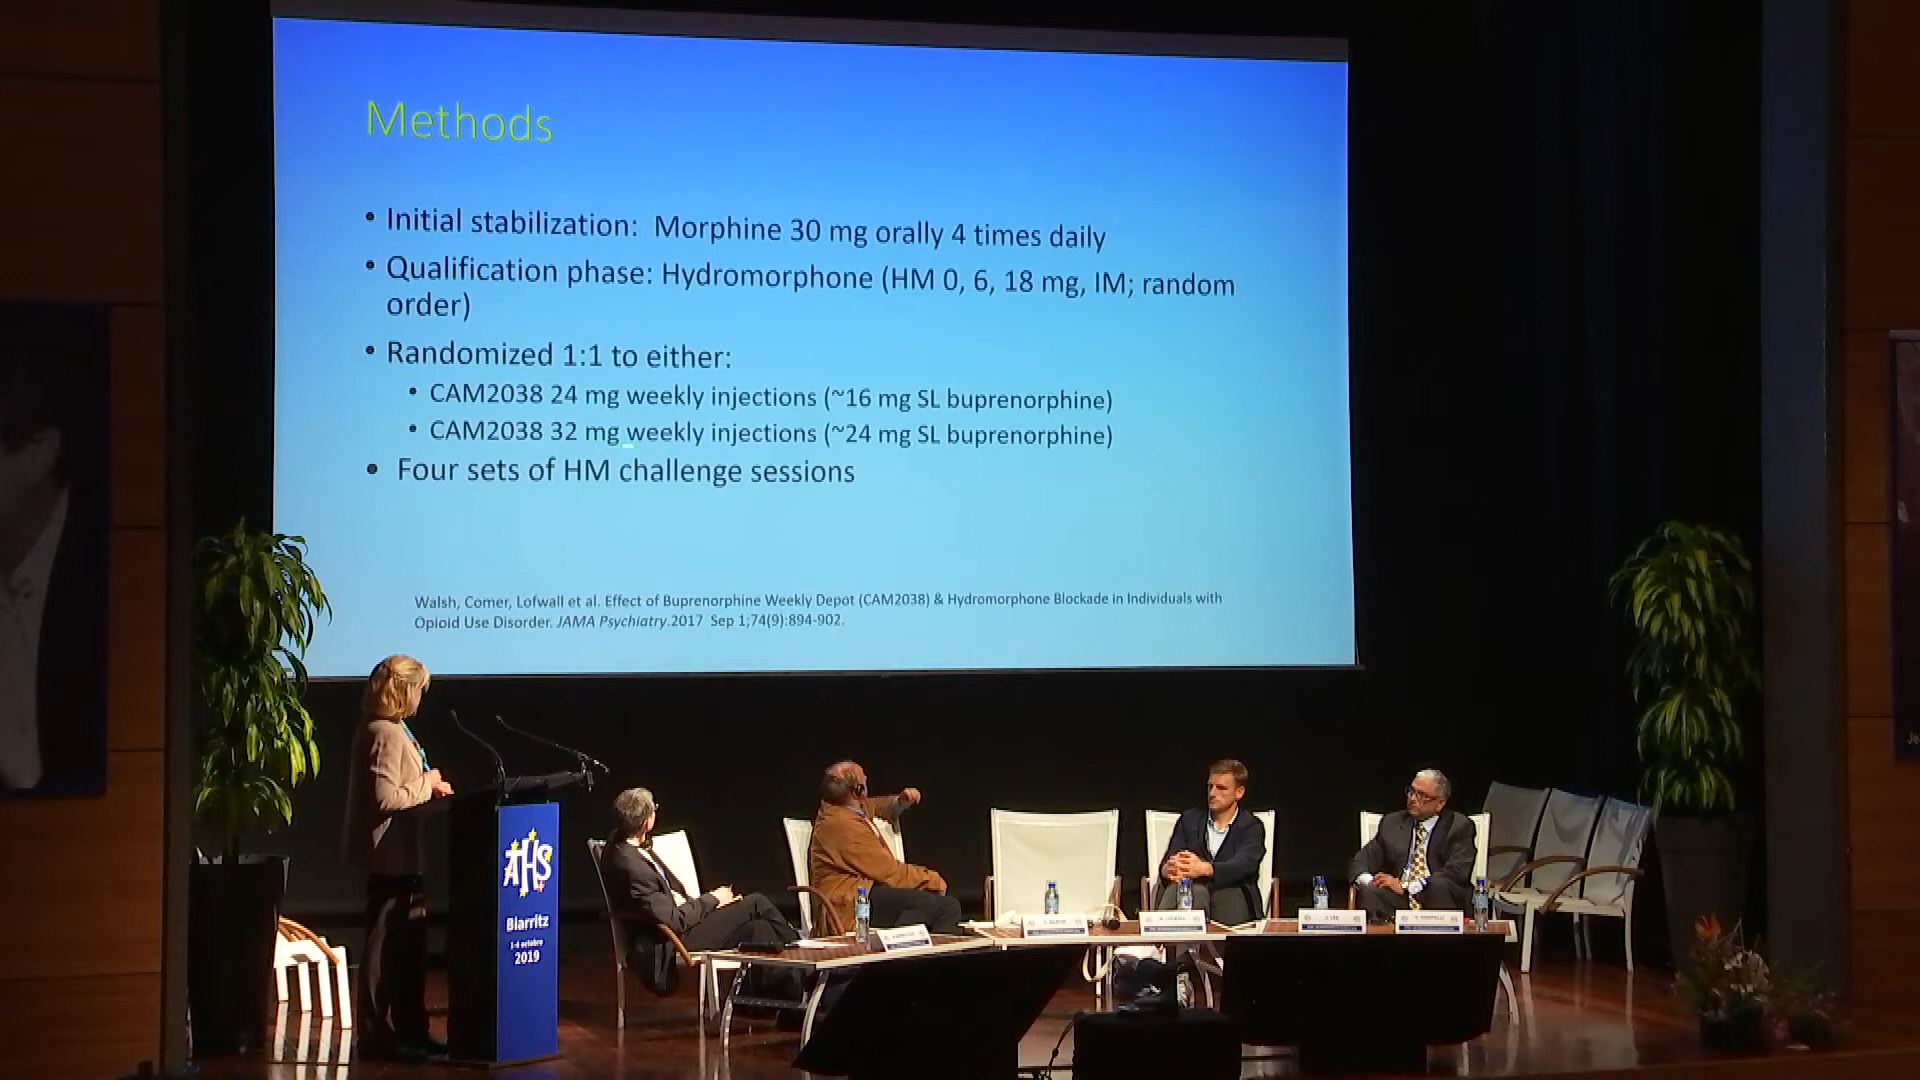 Methods
• Initial stabilization: Morphine 30 mg orally 4 times daily
• Qualification phase: Hydromorphone (HM 0, 6, 18 mg, IM; random
order)
• Randomized 1:1 to either:
• CAM2038 24 mg weekly injections (~16 mg SL buprenorphine)
• CAM2038 32 mg weekly injections (~24 mg SL buprenorphine)
• Four sets of HM challenge sessions
Walsh, Comer, Lofwall et al. Effect of Buprenorphine Weekly Depot (CAM2038) & Hydromorphone Blockade in Individuals with
Opioid Use Disorder. JAMA Psychiatry.2017 Sep 1;74(9):894-902.
AHS
Biarritz
1-4 octobre
2019